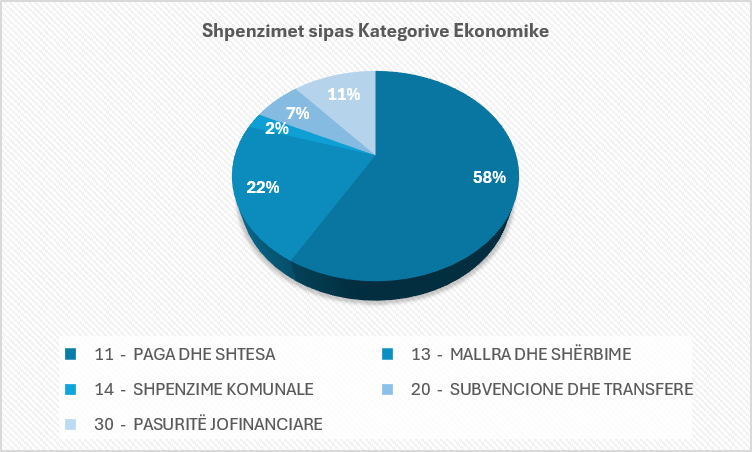 Shpenzimet sipas Kategorive Ekonomike
11%
7%
2%
58%
22%
11 - PAGA DHE SHTESA
13 - MALLRA DHE SHËRBIME
14 - SHPENZIME KOMUNALE
20 - SUBVENCIONE DHE TRANSFERE
30 - PASURITË JOFINANCIARE